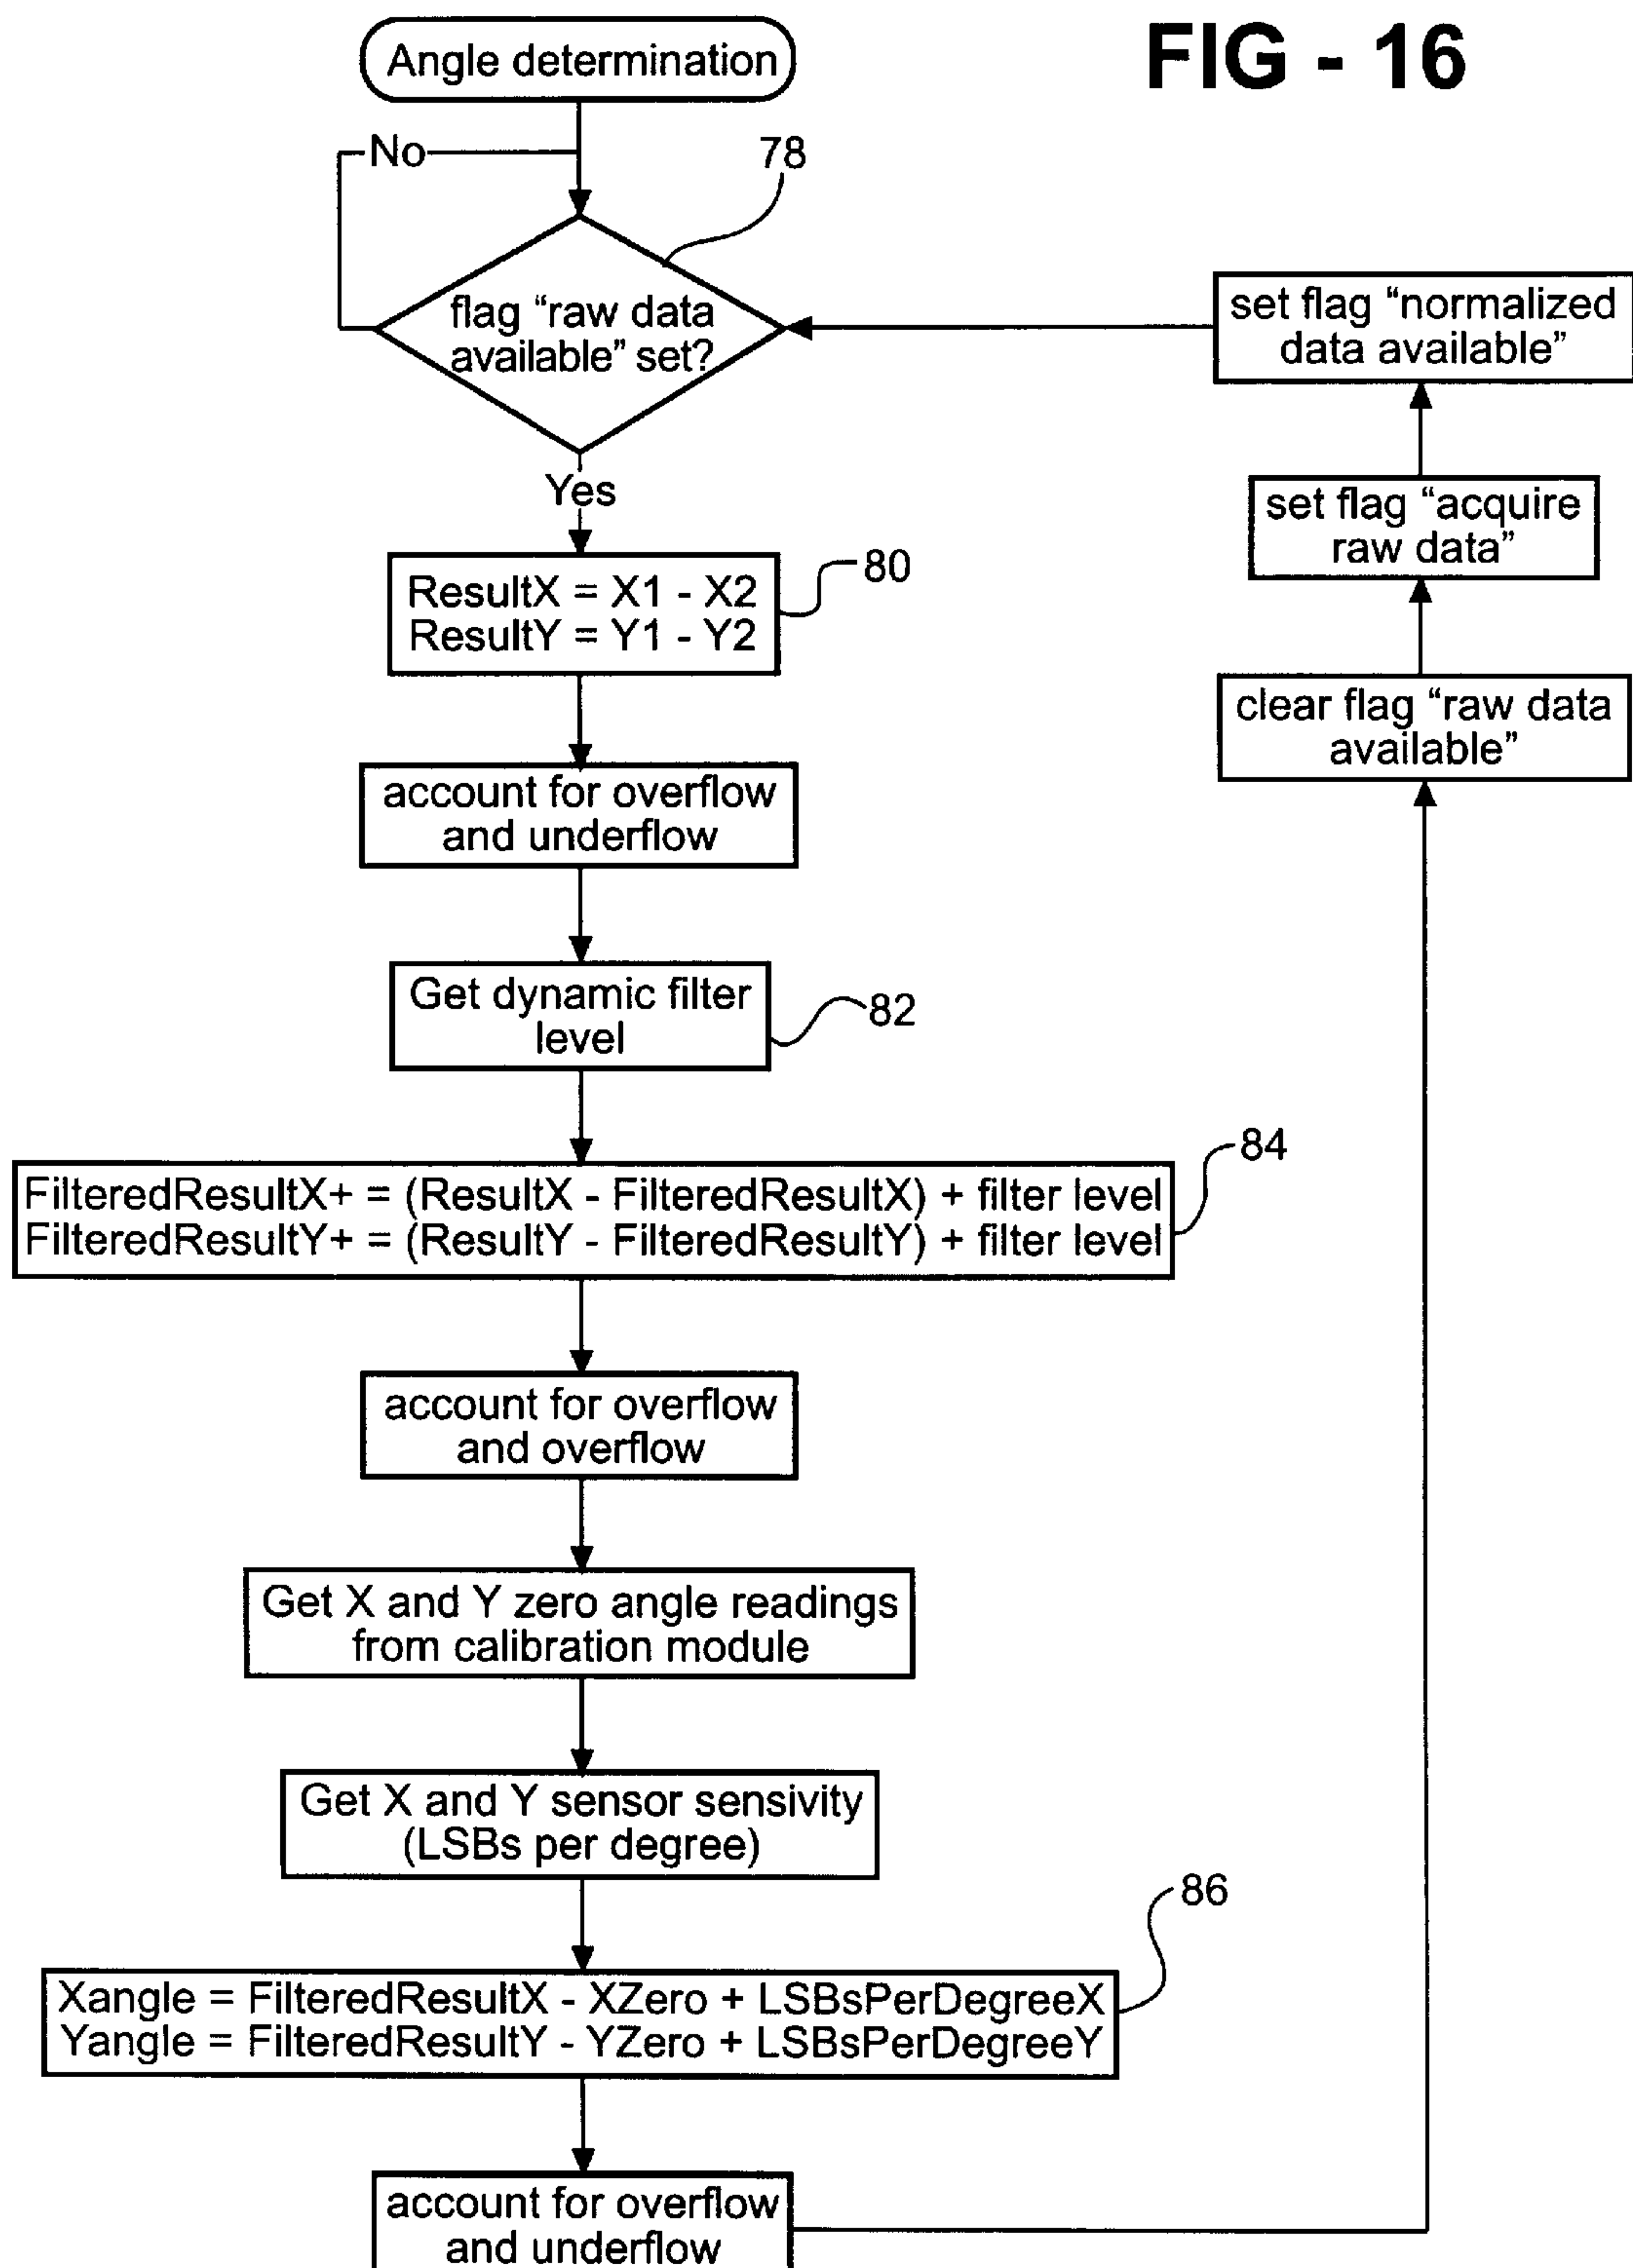 FIG - 16
Angle determination
No
78
flag “raw data
available” set?
Yes
ResultX = X1 - X2
ResultY = Y1 - Y2
80
account for overflow
and underflow
Get dynamic filter
level
82
84
FilteredResultX+ = (ResultX - FilteredResultX) + filter level
FilteredResultY+ = (ResultY - FilteredResultY) + filter level
account for overflow
and overflow
Get X and Y zero angle readings
from calibration module
Get X and Y sensor sensivity
(LSBs per degree)
86
Xangle = FilteredResultX - XZero + LSBsPerDegreeX
Yangle = FilteredResultY - YZero + LSBsPerDegreeY
account for overflow
and underflow
clear flag “raw data
available”
set flag “acquire
raw data”
set flag “normalized
data available”